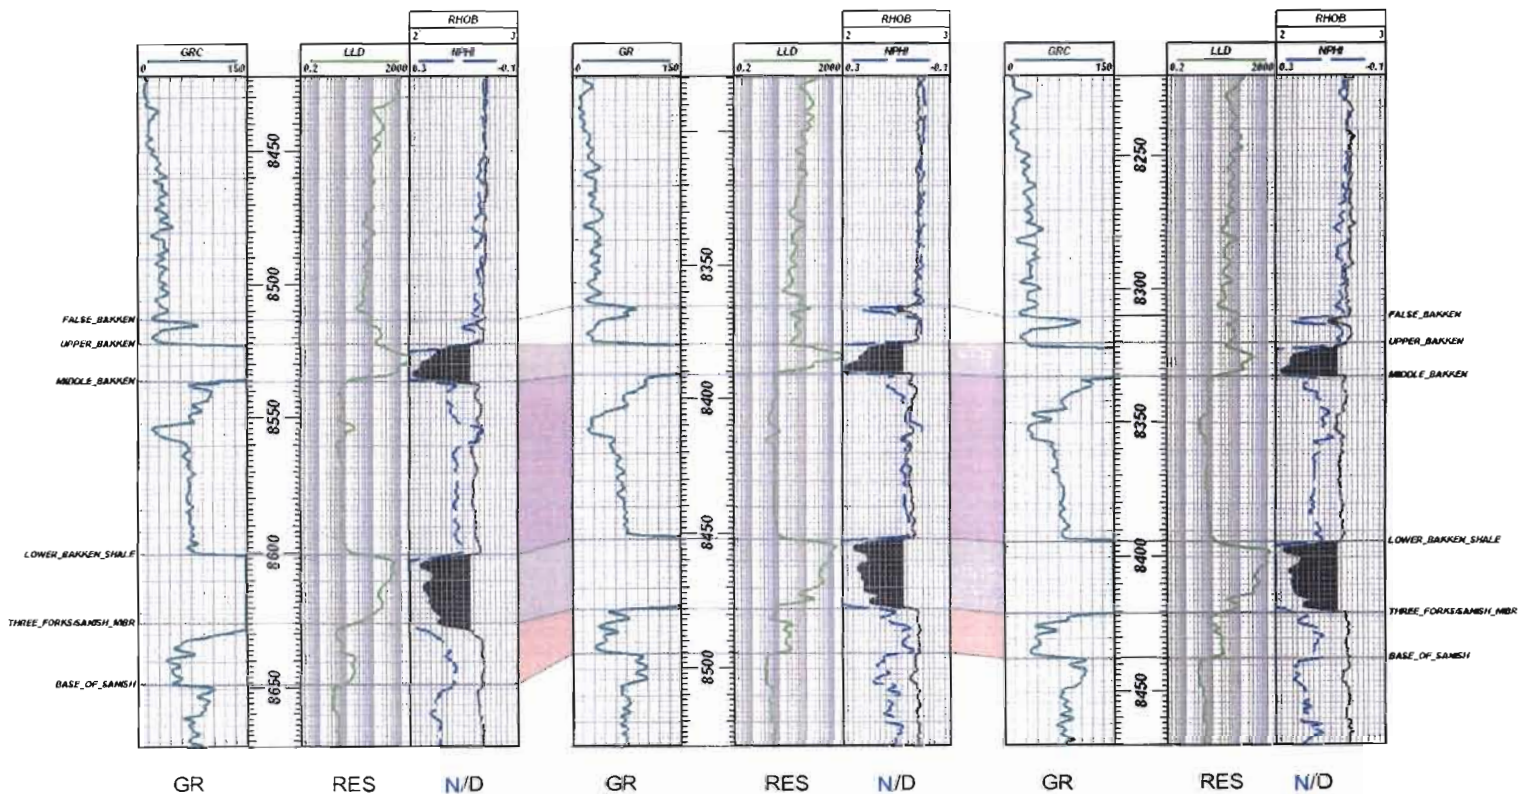 RHOB RHOB RHOB
2 3 2 3 2 3
GRC LLD NPHI GR LLD NPHI GRC LLD NPHI
0 150 0.2 2000 0.3 -0.1 0 150 0.2 2000 0.3 -0.1 0 150 0.2 2000 0.3 -0.1
8450 8250
8350
8500 8300
FALSE_BAKKEN FALSE_BAKKEN
UPPER_BAKKEN UPPER_BAKKEN
MIDDLE_BAKKEN MIDDLE_BAKKEN
8400
8550 8350
8450
LOWER_BAKKEN_SHALE 8600 LOWER_BAKKEN_SHALE
8400
THREE_FORKS/SANISH_MBR THREE_FORKS/SANISH_MBR
BASE_OF_SANISH
8500
BASE_OF_SANISH 8650 8450
GR RES N/D GR RES N/D GR RES N/D